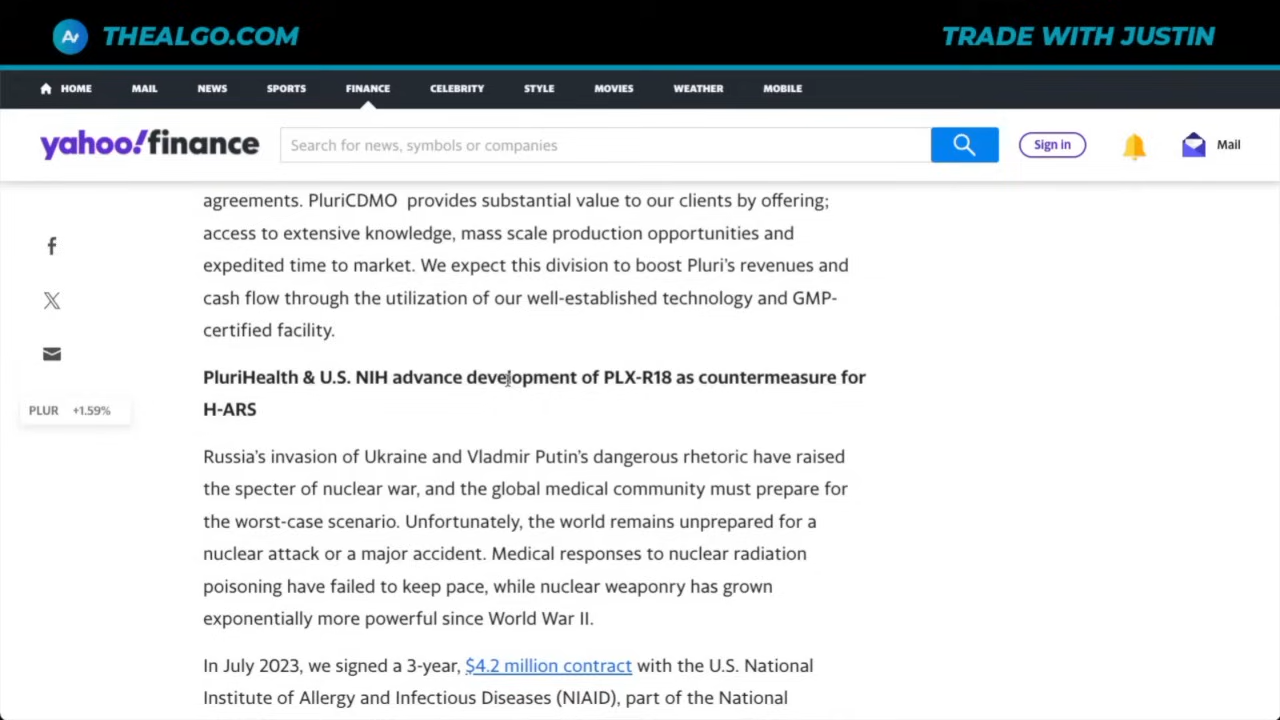 THEALGO.COM
TRADE WITH JUSTIN
HOME MAIL NEWS SPORTS FINANCE CELEBRITY STYLE MOVIES WEATHER MOBILE
yahoo!finance
Search for news, symbols or companies
Sign in
Mail
agreements. PluriCDMO provides substantial value to our clients by offering;
access to extensive knowledge, mass scale production opportunities and
expedited time to market. We expect this division to boost Pluri's revenues and
cash flow through the utilization of our well-established technology and GMP-
certified facility.
PluriHealth & U.S. NIH advance development of PLX-R18 as countermeasure for
H-ARS
PLUR +1.59%
Russia's invasion of Ukraine and Vladmir Putin's dangerous rhetoric have raised
the specter of nuclear war, and the global medical community must prepare for
the worst-case scenario. Unfortunately, the world remains unprepared for a
nuclear attack or a major accident. Medical responses to nuclear radiation
poisoning have failed to keep pace, while nuclear weaponry has grown
exponentially more powerful since World War II.
In July 2023, we signed a 3-year, $4.2 million contract with the U.S. National
Institute of Allergy and Infectious Diseases (NIAID), part of the National